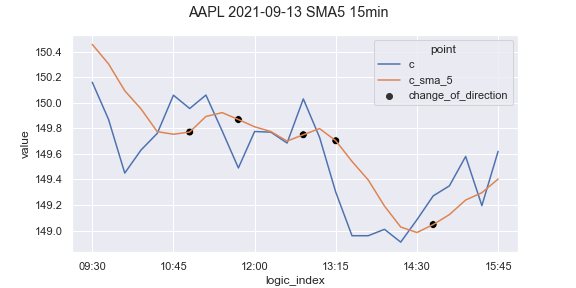 AAPL 2021-09-13 SMA5 15min
point
c
c_sma_5
change_of_direction
150.4
150.2
150.0
149.8
149.6
149.4
149.2
149.0
value
09:30
10:45
12:00
13:15
14:30
15:45
logic_index